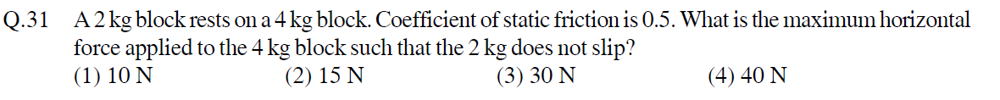 Q.31 A 2 kg block rests on a 4 kg block. Coefficient of static friction is 0.5. What is the maximum horizontal
force applied to the 4 kg block such that the 2 kg does not slip?
(1) 10 N (2) 15 N (3) 30 N (4) 40 N